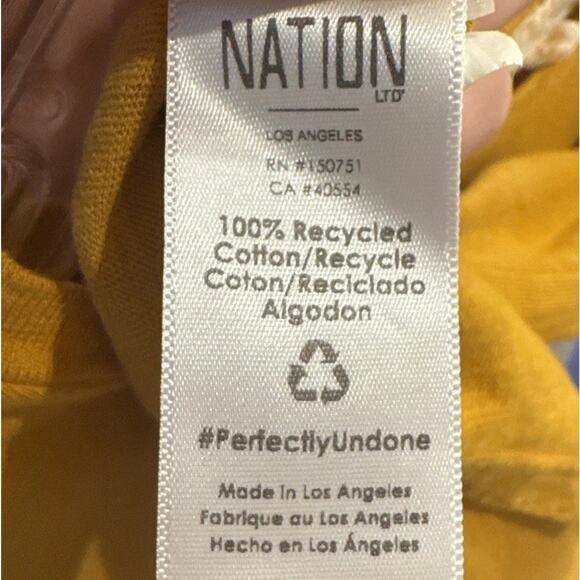 NATION
LTD
LOS ANGELES
RN #150751
CA #40554
100% Recycled
Cotton/Recycle
Coton/Reciclado
Algodon
#PerfectlyUndone
Made in Los Angeles
Fabrique au Los Angeles
Hecho en Los Ángeles